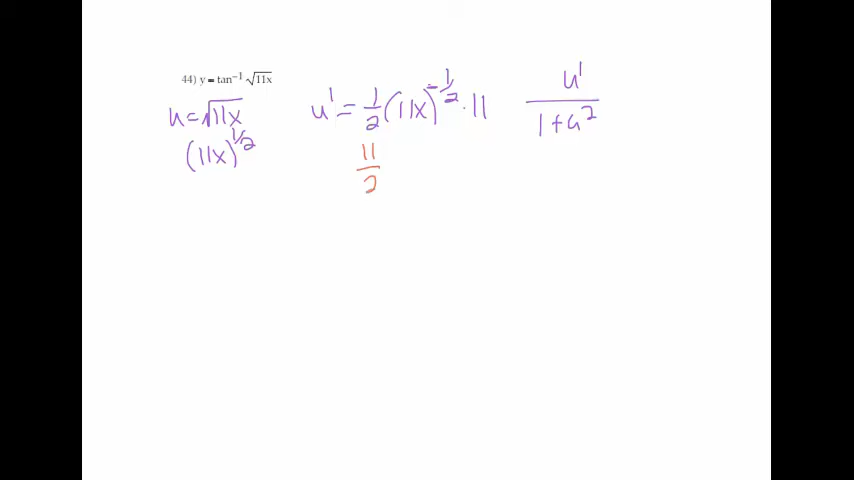 44) y = tan⁻¹ √11x
u = √11x
(11x)^1/2
u' = 1/2 (11x)^-1/2 · 11
11/2
u' / 1 + u²